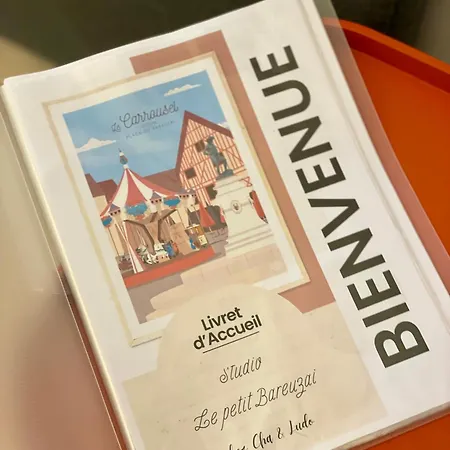 BIENVENUE
Le Carrousel
Livret
d'Accueil
Studio
Le petit Bareuzai
Cha & Ludo